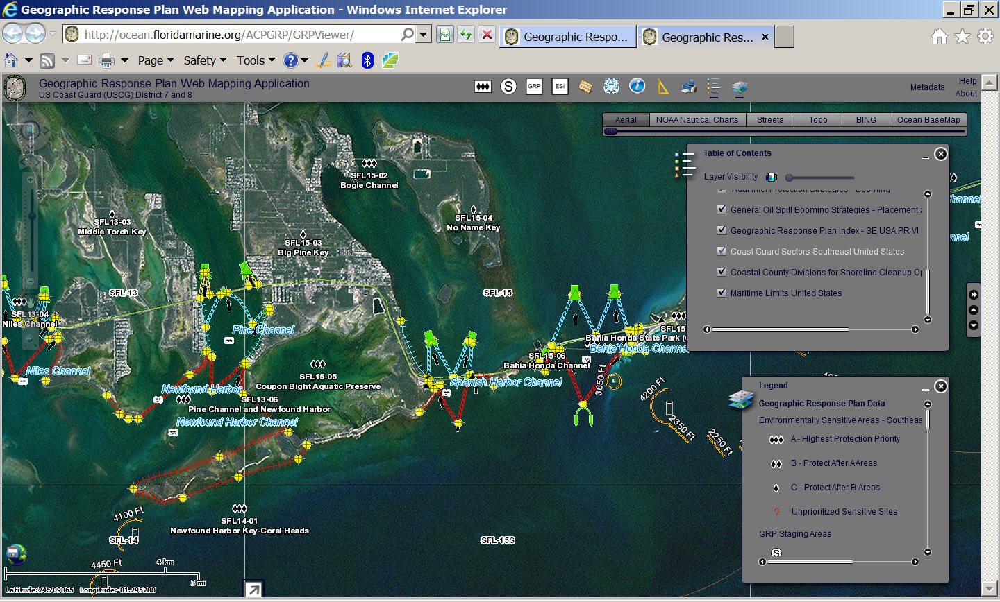 Geographic Response Plan Web Mapping Application - Windows Internet Explorer
http://ocean.floridamarine.org/ACPGRP/GRPViewer/
Geographic Respo...
Geographic Res...
Page
Safety
Tools
Geographic Response Plan Web Mapping Application
US Coast Guard (USCG) District 7 and 8
GRP
ESI
Metadata
Help
About
Aerial
NOAA Nautical Charts
Streets
Topo
BING
Ocean BaseMap
Table of Contents
Layer Visibility
Tidal Inlet Protection Strategies - Booming
General Oil Spill Booming Strategies - Placement a
Geographic Response Plan Index - SE USA PR VI
Coast Guard Sectors Southeast United States
Coastal County Divisions for Shoreline Cleanup Op
Maritime Limits United States
SFL15-02
Bogie Channel
SFL13-03
Middle Torch Key
SFL15-04
No Name Key
SFL15-03
Big Pine Key
SFL-13
SFL-15
SFL13-04
Niles Channel
Pine Channel
SFL15
Bahia Honda State Park (
Bahia Honda Channe
SFL15-06
Bahia Honda Channel
Niles Channel
SFL15-05
Coupon Bight Aquatic Preserve
Spanish Harbor Channel
Newfound Harbor
SFL13-06
Pine Channel and Newfound Harbor
Newfound Harbor Channel
3650 Ft
4200 Ft
2350 Ft
2250 Ft
hannel
nnel
SFL14-01
Newfound Harbor Key-Coral Heads
4100 Ft
SFL-14
SFL-15S
4450 Ft
4 km
3 mi
Latitude:24.709865 Longitude:-81.295288
Legend
Geographic Response Plan Data
Environmentally Sensitive Areas - Southeas
A - Highest Protection Priority
B - Protect After A Areas
C - Protect After B Areas
? Unprioritized Sensitive Sites
GRP Staging Areas
S